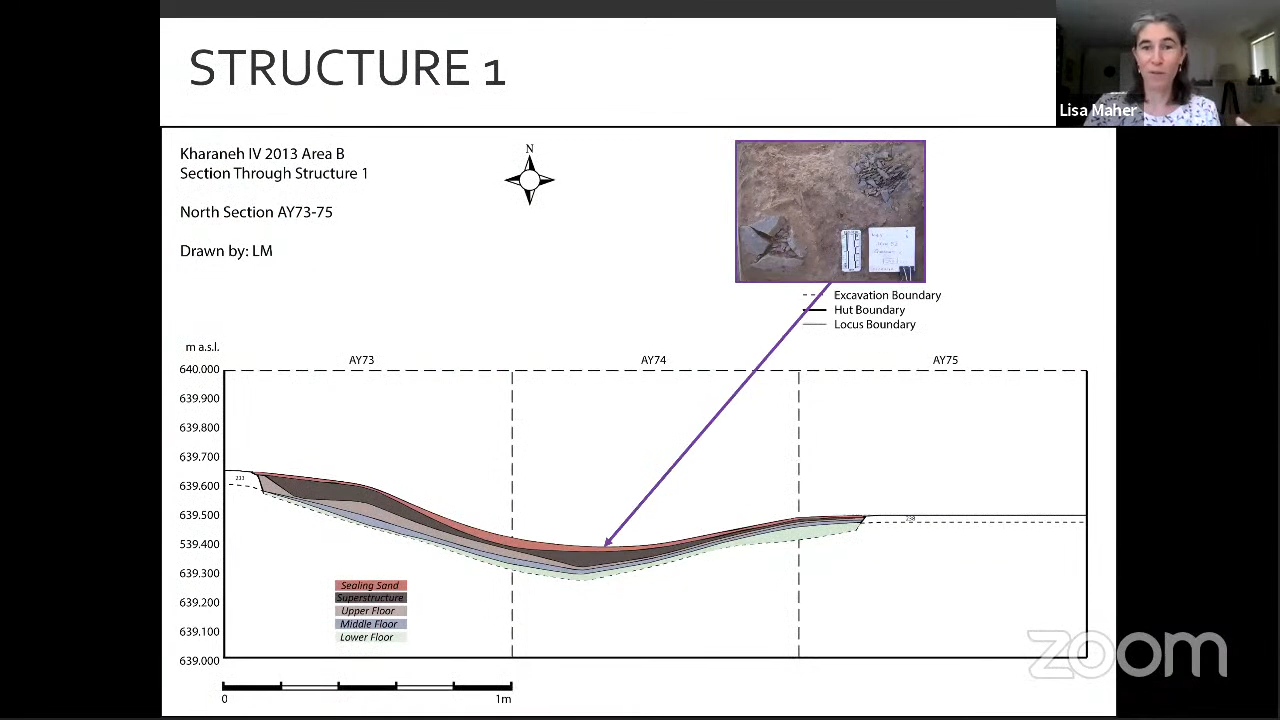 STRUCTURE 1
Lisa Maher
Kharaneh IV 2013 Area B
Section Through Structure 1
North Section AY73-75
Drawn by: LM
N
Excavation Boundary
Hut Boundary
Locus Boundary
m a.s.l.
AY73
AY74
AY75
640.000
639.900
639.800
639.700
639.600
639.500
539.400
639.300
639.200
639.100
639.000
Sealing Sand
Superstructure
Upper Floor
Middle Floor
Lower Floor
0
1m
zoom